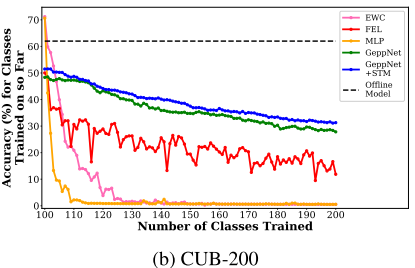 70
60
50
40
30
20
10
0
Accuracy (%) for Classes
Trained on so Far
100 110 120 130 140 150 160 170 180 190 200
Number of Classes Trained
EWC
FEL
MLP
GeppNet
GeppNet
+STM
Offline
Model
(b) CUB-200